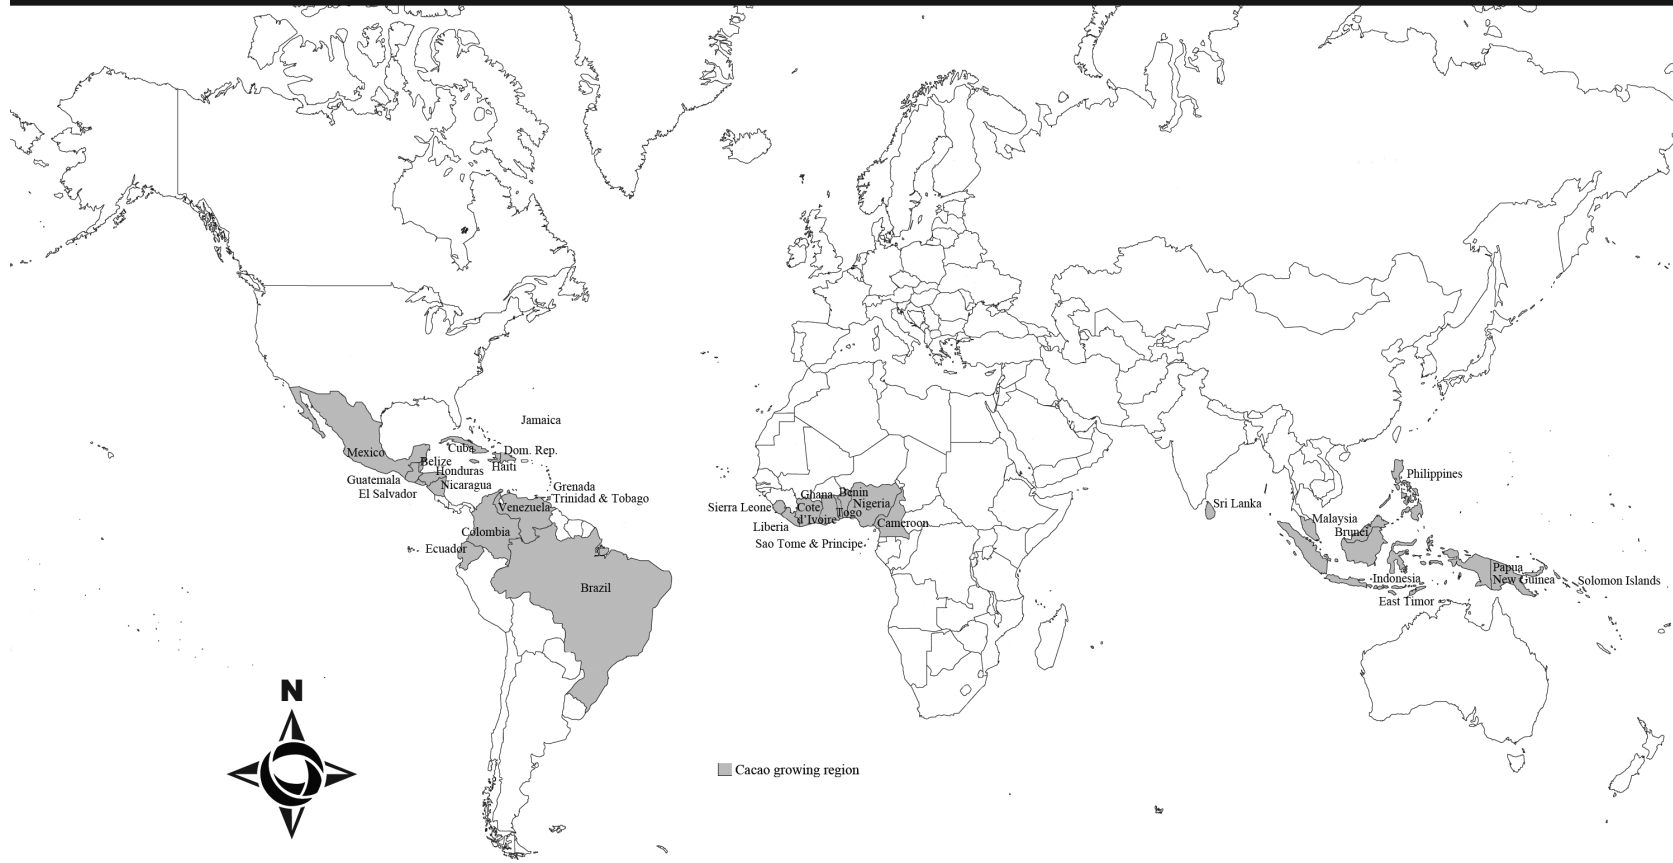 Jamaica
Mexico
Cuba
Dom. Rep.
Belize
Haiti
Honduras
Guatemala
Nicaragua
El Salvador
Grenada
Trinidad & Tobago
Venezuela
Colombia
Ecuador
Brazil
Sierra Leone
Ghana
Benin
Nigeria
Cote
d'Ivoire
Togo
Liberia
Cameroon
Sao Tome & Principe
Philippines
Sri Lanka
Malaysia
Brunei
Indonesia
Papua
New Guinea
Solomon Islands
East Timor
N
Cacao growing region